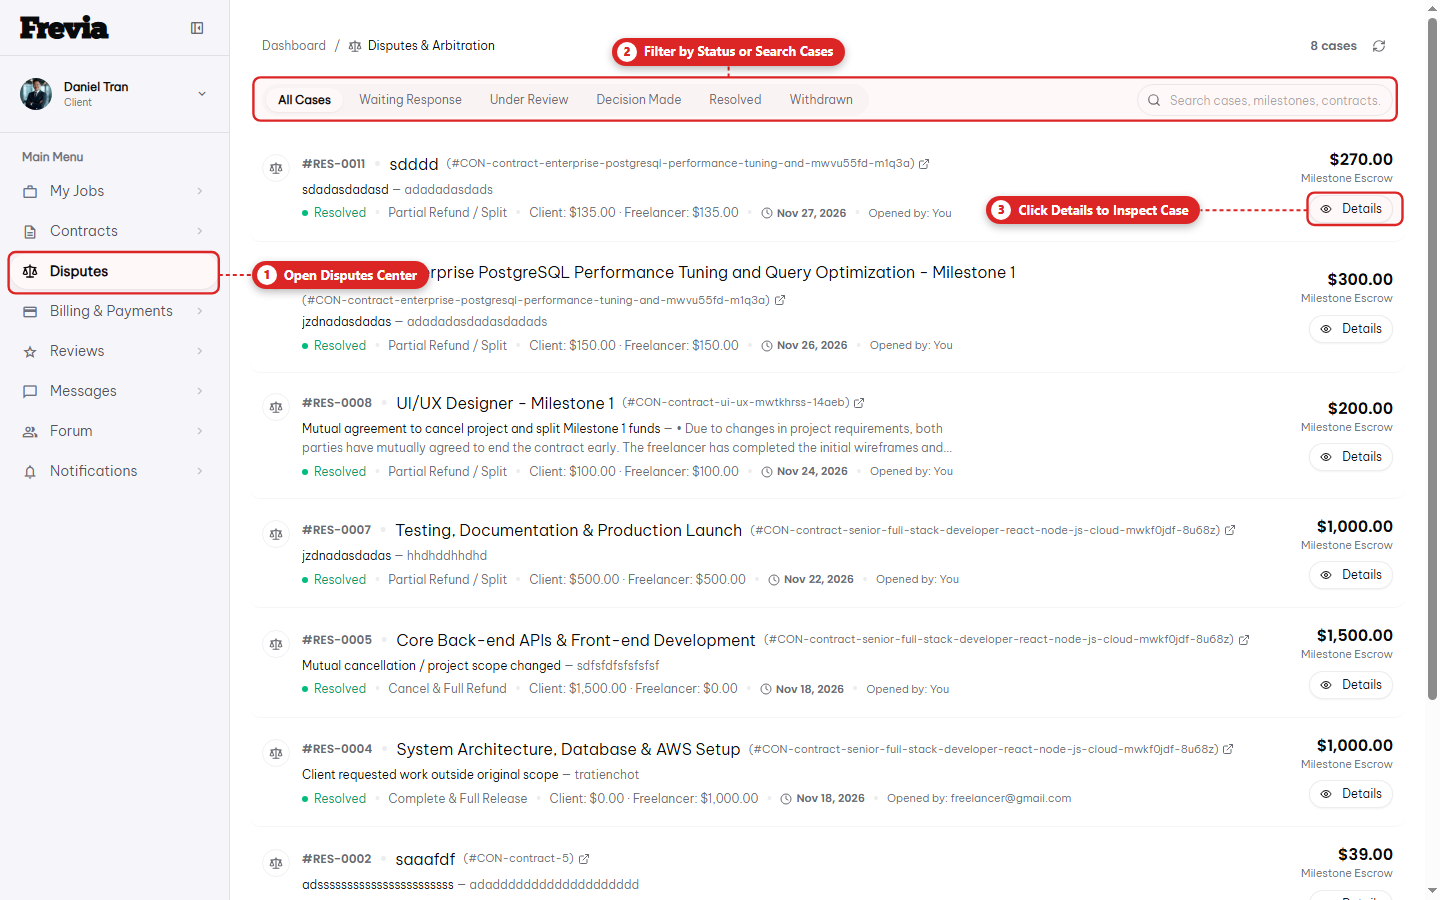 Frevia
Daniel Tran
Client
Main Menu
My Jobs
Contracts
Disputes
Billing & Payments
Reviews
Messages
Forum
Notifications
Dashboard / Disputes & Arbitration
2 Filter by Status or Search Cases
8 cases
All Cases Waiting Response Under Review Decision Made Resolved Withdrawn
Search cases, milestones, contracts.
#RES-0011 • sdddd (#CON-contract-enterprise-postgresql-performance-tuning-and-mwvu55fd-m1q3a)
sdadasdadasd — adadadasdads
• Resolved • Partial Refund / Split • Client: $135.00 · Freelancer: $135.00 • Nov 27, 2026 • Opened by: You
$270.00
Milestone Escrow
3 Click Details to Inspect Case
Details
1 Open Disputes Center
rprise PostgreSQL Performance Tuning and Query Optimization - Milestone 1
(#CON-contract-enterprise-postgresql-performance-tuning-and-mwvu55fd-m1q3a)
jzdnadasdadas — adadadasdadasdadads
• Resolved • Partial Refund / Split • Client: $150.00 · Freelancer: $150.00 • Nov 26, 2026 • Opened by: You
$300.00
Milestone Escrow
Details
#RES-0008 • UI/UX Designer - Milestone 1 (#CON-contract-ui-ux-mwtkhrss-14aeb)
Mutual agreement to cancel project and split Milestone 1 funds — • Due to changes in project requirements, both
parties have mutually agreed to end the contract early. The freelancer has completed the initial wireframes and...
• Resolved • Partial Refund / Split • Client: $100.00 · Freelancer: $100.00 • Nov 24, 2026 • Opened by: You
$200.00
Milestone Escrow
Details
#RES-0007 • Testing, Documentation & Production Launch (#CON-contract-senior-full-stack-developer-react-node-js-cloud-mwkf0jdf-8u68z)
jzdnadasdadas — hhdhddhhdhd
• Resolved • Partial Refund / Split • Client: $500.00 · Freelancer: $500.00 • Nov 22, 2026 • Opened by: You
$1,000.00
Milestone Escrow
Details
#RES-0005 • Core Back-end APIs & Front-end Development (#CON-contract-senior-full-stack-developer-react-node-js-cloud-mwkf0jdf-8u68z)
Mutual cancellation / project scope changed — sdfsfdfsfsfsfsf
• Resolved • Cancel & Full Refund • Client: $1,500.00 · Freelancer: $0.00 • Nov 18, 2026 • Opened by: You
$1,500.00
Milestone Escrow
Details
#RES-0004 • System Architecture, Database & AWS Setup (#CON-contract-senior-full-stack-developer-react-node-js-cloud-mwkf0jdf-8u68z)
Client requested work outside original scope — tratienchot
• Resolved • Complete & Full Release • Client: $0.00 · Freelancer: $1,000.00 • Nov 18, 2026 • Opened by: freelancer@gmail.com
$1,000.00
Milestone Escrow
Details
#RES-0002 • saaafdf (#CON-contract-5)
$39.00
Milestone Escrow